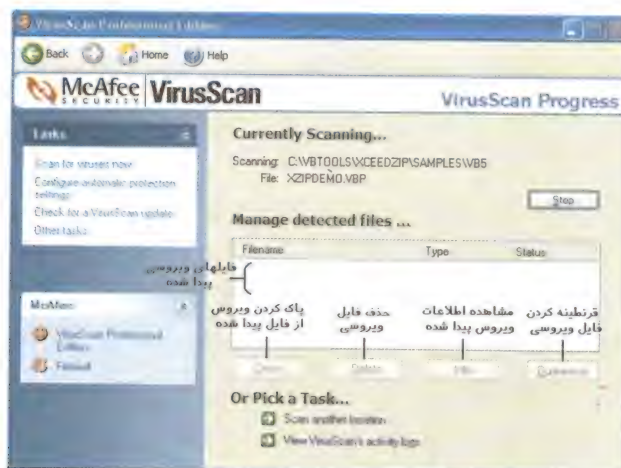 VirusScan Professional Edition
Back Home Help
McAfee SECURITY VirusScan
VirusScan Progress
Tasks
Scan for viruses now
Configure automatic protection settings
Check for a VirusScan update
Other tasks
McAfee
VirusScan Professional Edition
Firewall
Currently Scanning...
Scanning: C:\VBTOOLS\XCEEDZIP\SAMPLES\VB5
File: XZIPDEMO.VBP
Stop
Manage detected files ...
Filename Type Status
فایلهای ویروسی
پیدا شده
پاک کردن ویروس
از فایل پیدا شده
حذف فایل
ویروسی
مشاهده اطلاعات
ویروس پیدا شده
قرنطینه کردن
فایل ویروسی
Clean Delete Info Quarantine
Or Pick a Task...
Scan another location
View VirusScan's activity logs